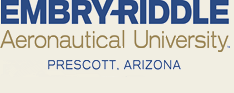 EMBRY-RIDDLE
Aeronautical University.
PRESCOTT, ARIZONA